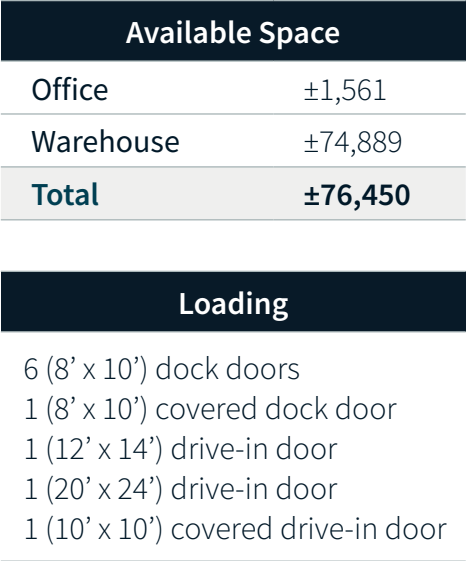 Available Space
Office ±1,561
Warehouse ±74,889
Total ±76,450
Loading
6 (8’ x 10’) dock doors
1 (8’ x 10’) covered dock door
1 (12’ x 14’) drive-in door
1 (20’ x 24’) drive-in door
1 (10’ x 10’) covered drive-in door